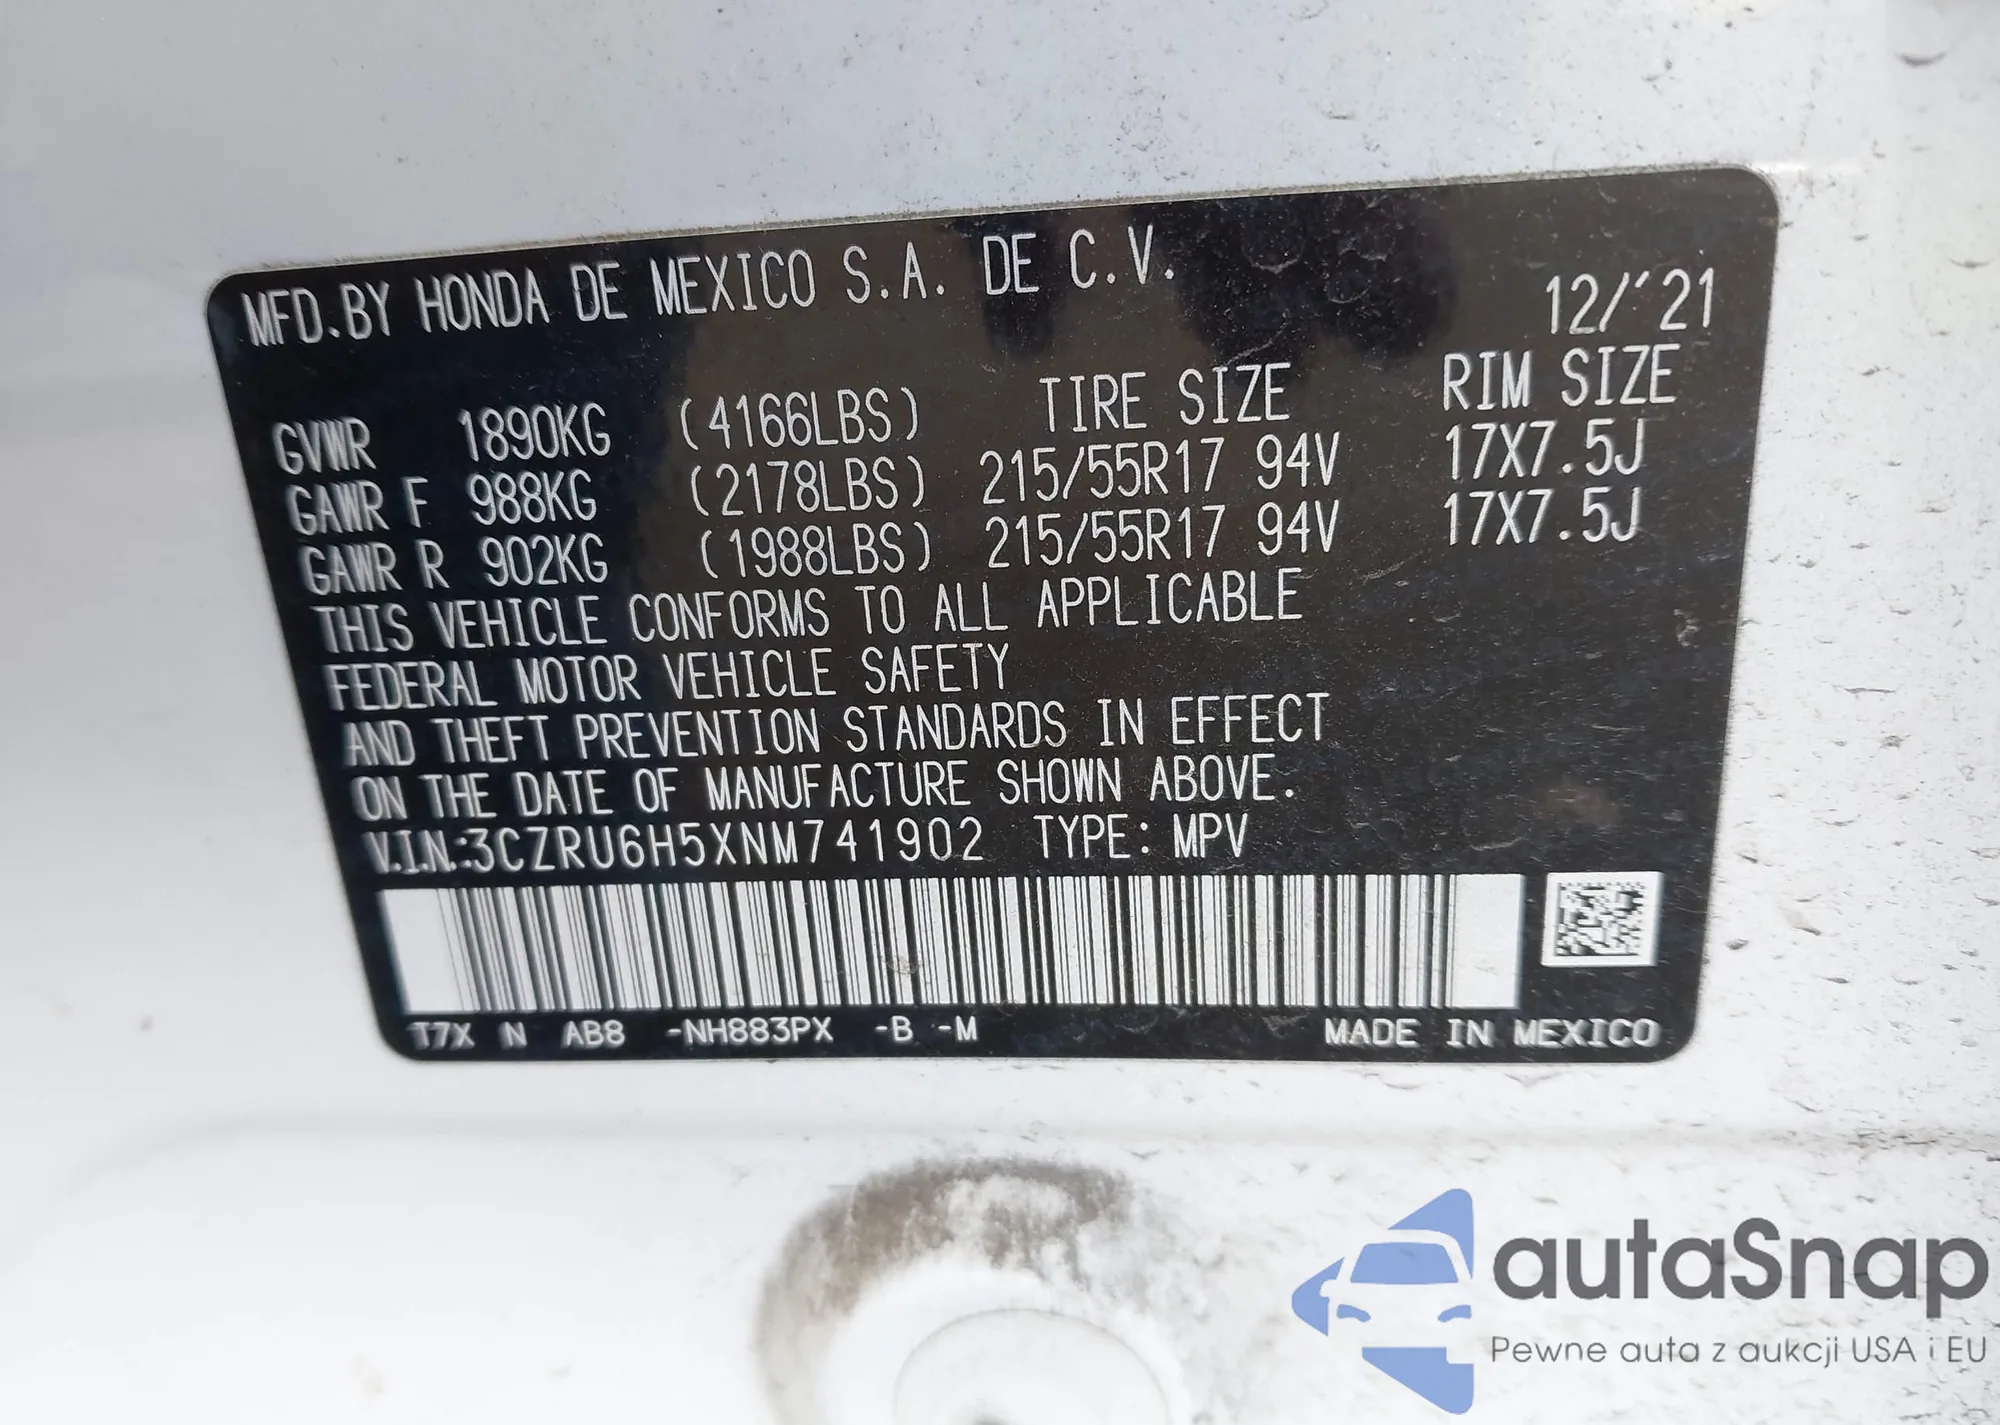 MFD.BY HONDA DE MEXICO S.A. DE C.V. 12/'21
GVWR 1890KG (4166LBS) TIRE SIZE RIM SIZE
GAWR F 988KG (2178LBS) 215/55R17 94V 17X7.5J
GAWR R 902KG (1988LBS) 215/55R17 94V 17X7.5J
THIS VEHICLE CONFORMS TO ALL APPLICABLE
FEDERAL MOTOR VEHICLE SAFETY
AND THEFT PREVENTION STANDARDS IN EFFECT
ON THE DATE OF MANUFACTURE SHOWN ABOVE.
V.I.N.:3CZRU6H5XNM741902 TYPE: MPV
T7X N AB8 -NH883PX -B -M MADE IN MEXICO
autaSnap
Pewne auta z aukcji USA i EU